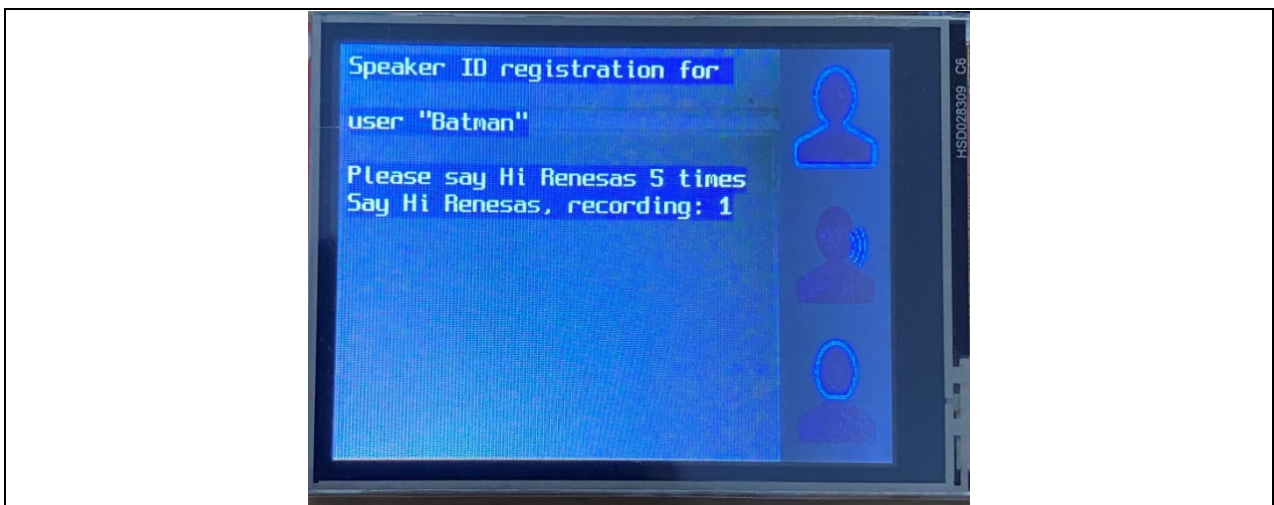 Speaker ID registration for
user "Batman"
Please say Hi Renesas 5 times
Say Hi Renesas, recording: 1
HSD028309 C6